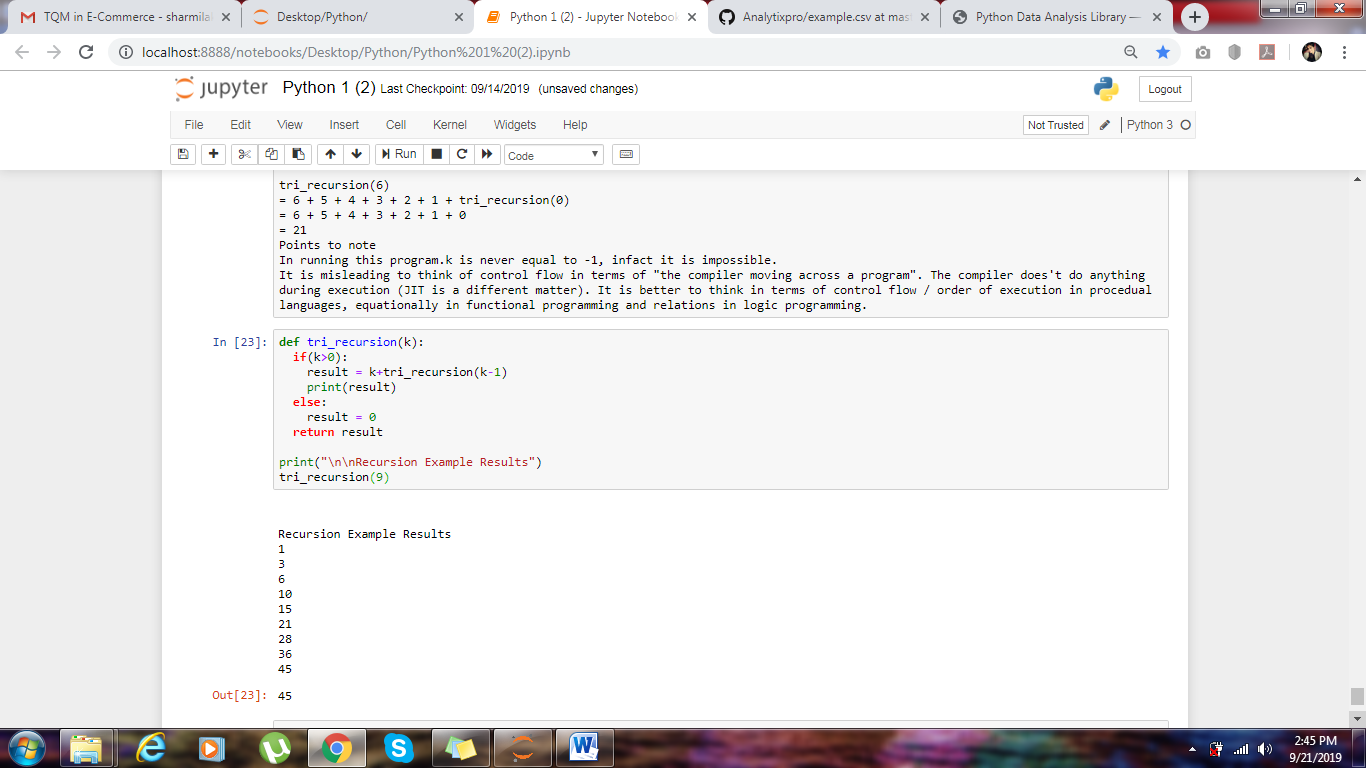 TQM in E-Commerce - sharmila
Desktop/Python/
Python 1 (2) - Jupyter Notebook
Analytixpro/example.csv at mas
Python Data Analysis Library —
localhost:8888/notebooks/Desktop/Python/Python%201%20(2).ipynb
jupyter Python 1 (2) Last Checkpoint: 09/14/2019 (unsaved changes)
Logout
File Edit View Insert Cell Kernel Widgets Help
Not Trusted
Python 3
Run
Code
tri_recursion(6)
= 6 + 5 + 4 + 3 + 2 + 1 + tri_recursion(0)
= 6 + 5 + 4 + 3 + 2 + 1 + 0
= 21
Points to note
In running this program.k is never equal to -1, infact it is impossible.
It is misleading to think of control flow in terms of "the compiler moving across a program". The compiler does't do anything
during execution (JIT is a different matter). It is better to think in terms of control flow / order of execution in procedual
languages, equationally in functional programming and relations in logic programming.
In [23]: def tri_recursion(k):
  if(k>0):
    result = k+tri_recursion(k-1)
    print(result)
  else:
    result = 0
  return result

print("\n\nRecursion Example Results")
tri_recursion(9)
Recursion Example Results
1
3
6
10
15
21
28
36
45
Out[23]: 45
2:45 PM
9/21/2019